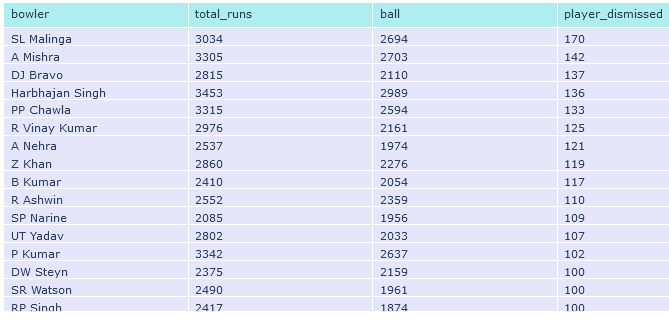 bowler total_runs ball player_dismissed
SL Malinga 3034 2694 170
A Mishra 3305 2703 142
DJ Bravo 2815 2110 137
Harbhajan Singh 3453 2989 136
PP Chawla 3315 2594 133
R Vinay Kumar 2976 2161 125
A Nehra 2537 1974 121
Z Khan 2860 2276 119
B Kumar 2410 2054 117
R Ashwin 2552 2359 110
SP Narine 2085 1956 109
UT Yadav 2802 2033 107
P Kumar 3342 2637 102
DW Steyn 2375 2159 100
SR Watson 2490 1961 100
RP Singh 2417 1874 100